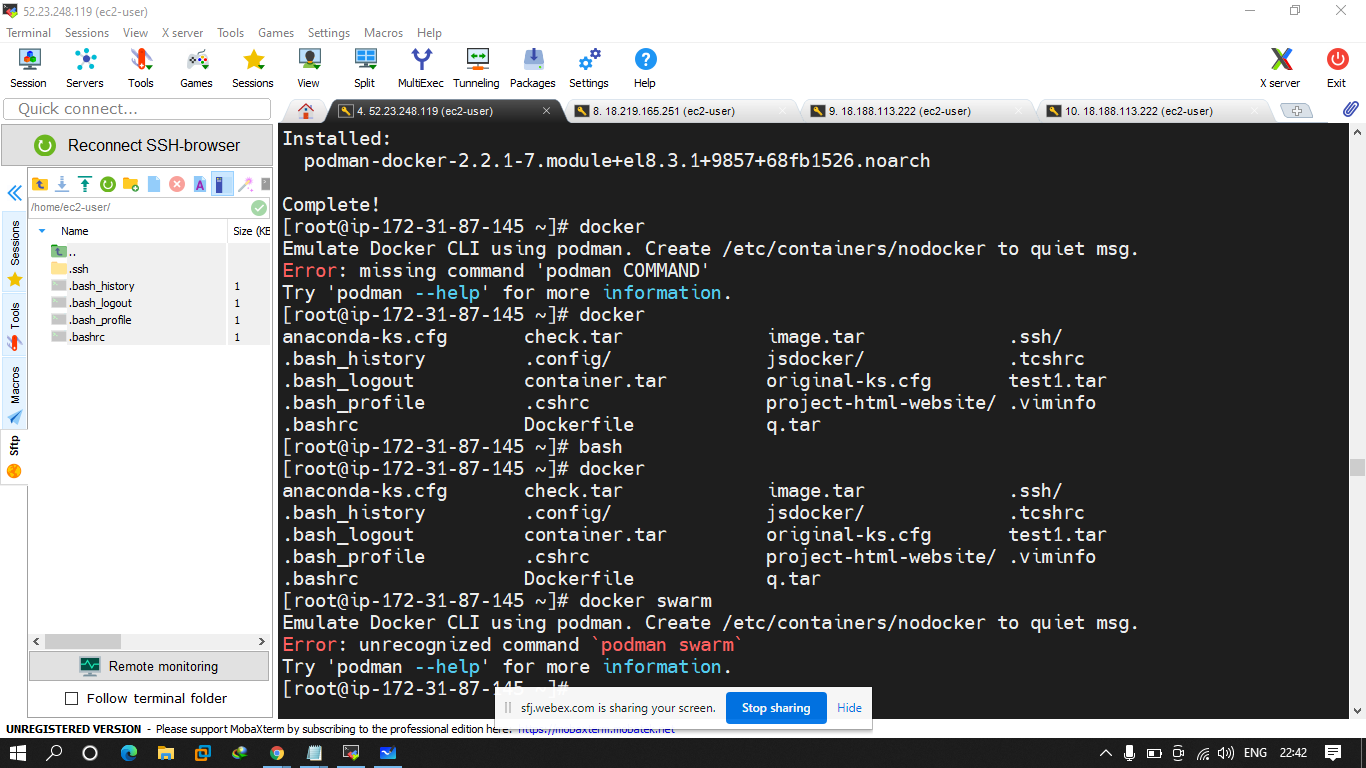 52.23.248.119 (ec2-user)
Terminal Sessions View X server Tools Games Settings Macros Help
Session Servers Tools Games Sessions View Split MultiExec Tunneling Packages Settings Help X server Exit
Quick connect...
4. 52.23.248.119 (ec2-user) 8. 18.219.165.251 (ec2-user) 9. 18.188.113.222 (ec2-user) 10. 18.188.113.222 (ec2-user)
Reconnect SSH-browser
/home/ec2-user/
Name Size (KB
..
.ssh
.bash_history 1
.bash_logout 1
.bash_profile 1
.bashrc 1
Sessions
Tools
Macros
Sftp
Remote monitoring
Follow terminal folder
Installed:
podman-docker-2.2.1-7.module+el8.3.1+9857+68fb1526.noarch
Complete!
[root@ip-172-31-87-145 ~]# docker
Emulate Docker CLI using podman. Create /etc/containers/nodocker to quiet msg.
Error: missing command 'podman COMMAND'
Try 'podman --help' for more information.
[root@ip-172-31-87-145 ~]# docker
anaconda-ks.cfg check.tar image.tar .ssh/
.bash_history .config/ jsdocker/ .tcshrc
.bash_logout container.tar original-ks.cfg test1.tar
.bash_profile .cshrc project-html-website/ .viminfo
.bashrc Dockerfile q.tar
[root@ip-172-31-87-145 ~]# bash
[root@ip-172-31-87-145 ~]# docker
anaconda-ks.cfg check.tar image.tar .ssh/
.bash_history .config/ jsdocker/ .tcshrc
.bash_logout container.tar original-ks.cfg test1.tar
.bash_profile .cshrc project-html-website/ .viminfo
.bashrc Dockerfile q.tar
[root@ip-172-31-87-145 ~]# docker swarm
Emulate Docker CLI using podman. Create /etc/containers/nodocker to quiet msg.
Error: unrecognized command `podman swarm`
Try 'podman --help' for more information.
[root@ip-172-31-87-145 ~]#
sfj.webex.com is sharing your screen. Stop sharing Hide
UNREGISTERED VERSION - Please support MobaXterm by subscribing to the professional edition here: https://mobaxterm.mobatek.net
ENG 22:42